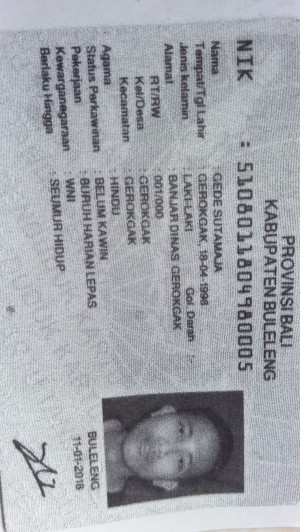 PROVINSI BALI
KABUPATEN BULELENG
NIK : 5108011804980005
Nama : GEDE SUTAMAJA
Tempat/Tgl Lahir : GEROKGAK, 18-04-1998
Jenis kelamin : LAKI-LAKI Gol. Darah : -
Alamat : BANJAR DINAS GEROKGAK
RT/RW : 001/000
Kel/Desa : GEROKGAK
Kecamatan : GEROKGAK
Agama : HINDU
Status Perkawinan : BELUM KAWIN
Pekerjaan : BURUH HARIAN LEPAS
Kewarganegaraan : WNI
Berlaku Hingga : SEUMUR HIDUP
BULELENG
11-01-2018